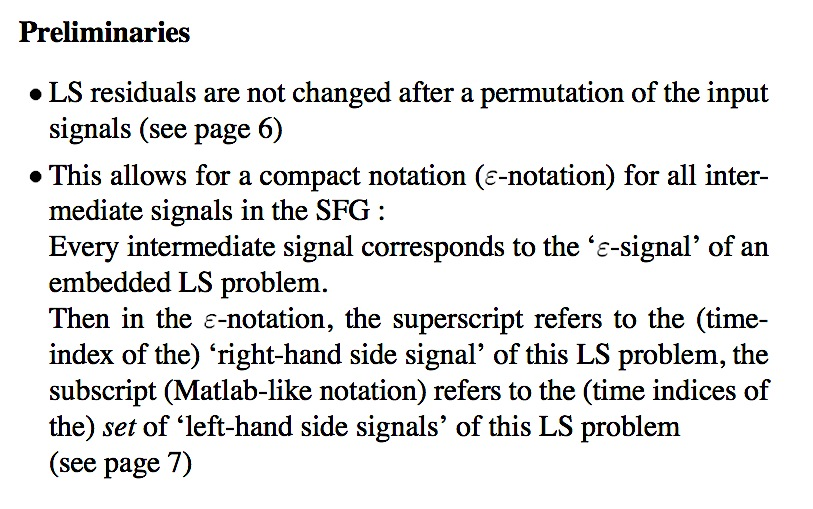 Preliminaries
• LS residuals are not changed after a permutation of the input
signals (see page 6)
• This allows for a compact notation (ε-notation) for all inter-
mediate signals in the SFG :
Every intermediate signal corresponds to the ‘ε-signal’ of an
embedded LS problem.
Then in the ε-notation, the superscript refers to the (time-
index of the) ‘right-hand side signal’ of this LS problem, the
subscript (Matlab-like notation) refers to the (time indices of
the) set of ‘left-hand side signals’ of this LS problem
(see page 7)